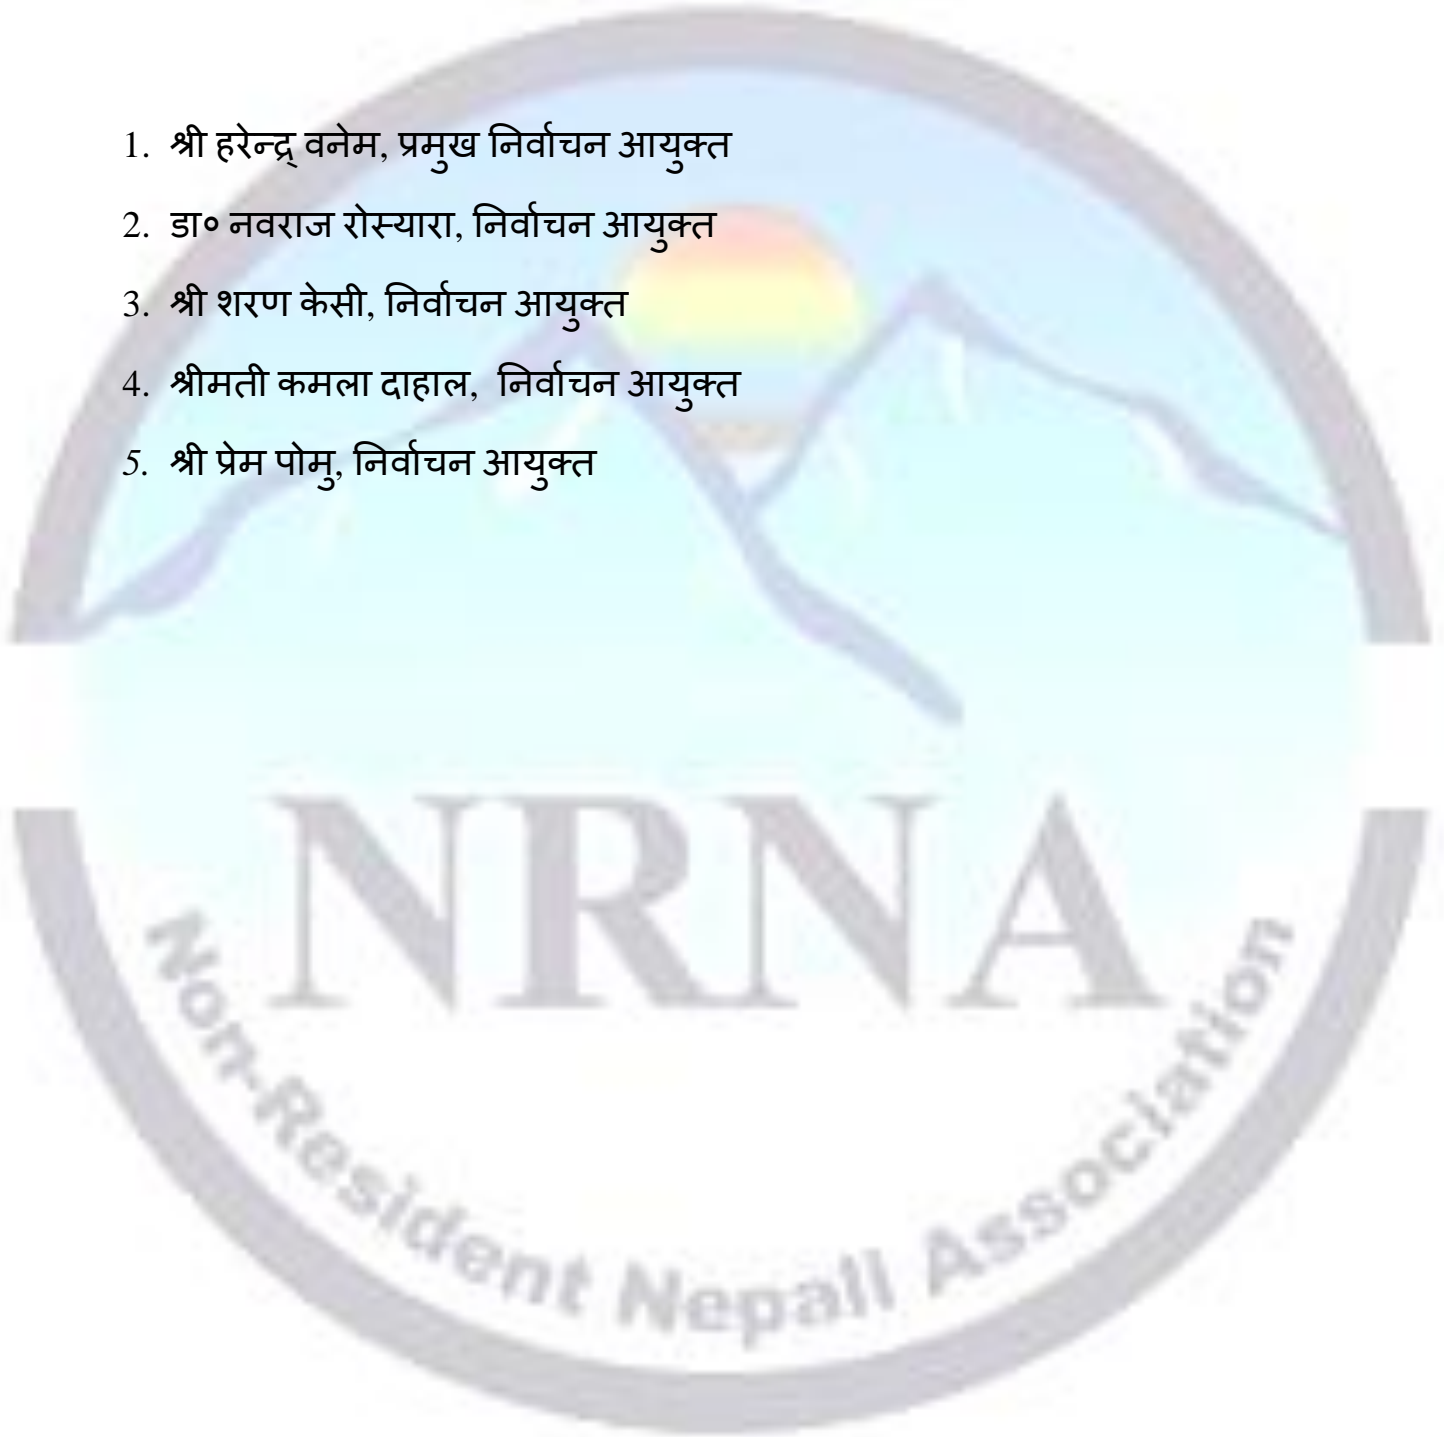 1. श्री हरेन्द्र् वनेम, प्रमुख निर्वाचन आयुक्त
2. डा॰ नवराज रोस्यारा, निर्वाचन आयुक्त
3. श्री शरण केसी, निर्वाचन आयुक्त
4. श्रीमती कमला दाहाल, निर्वाचन आयुक्त
5. श्री प्रेम पोमु, निर्वाचन आयुक्त
NRNA
Non-Resident Nepali Association